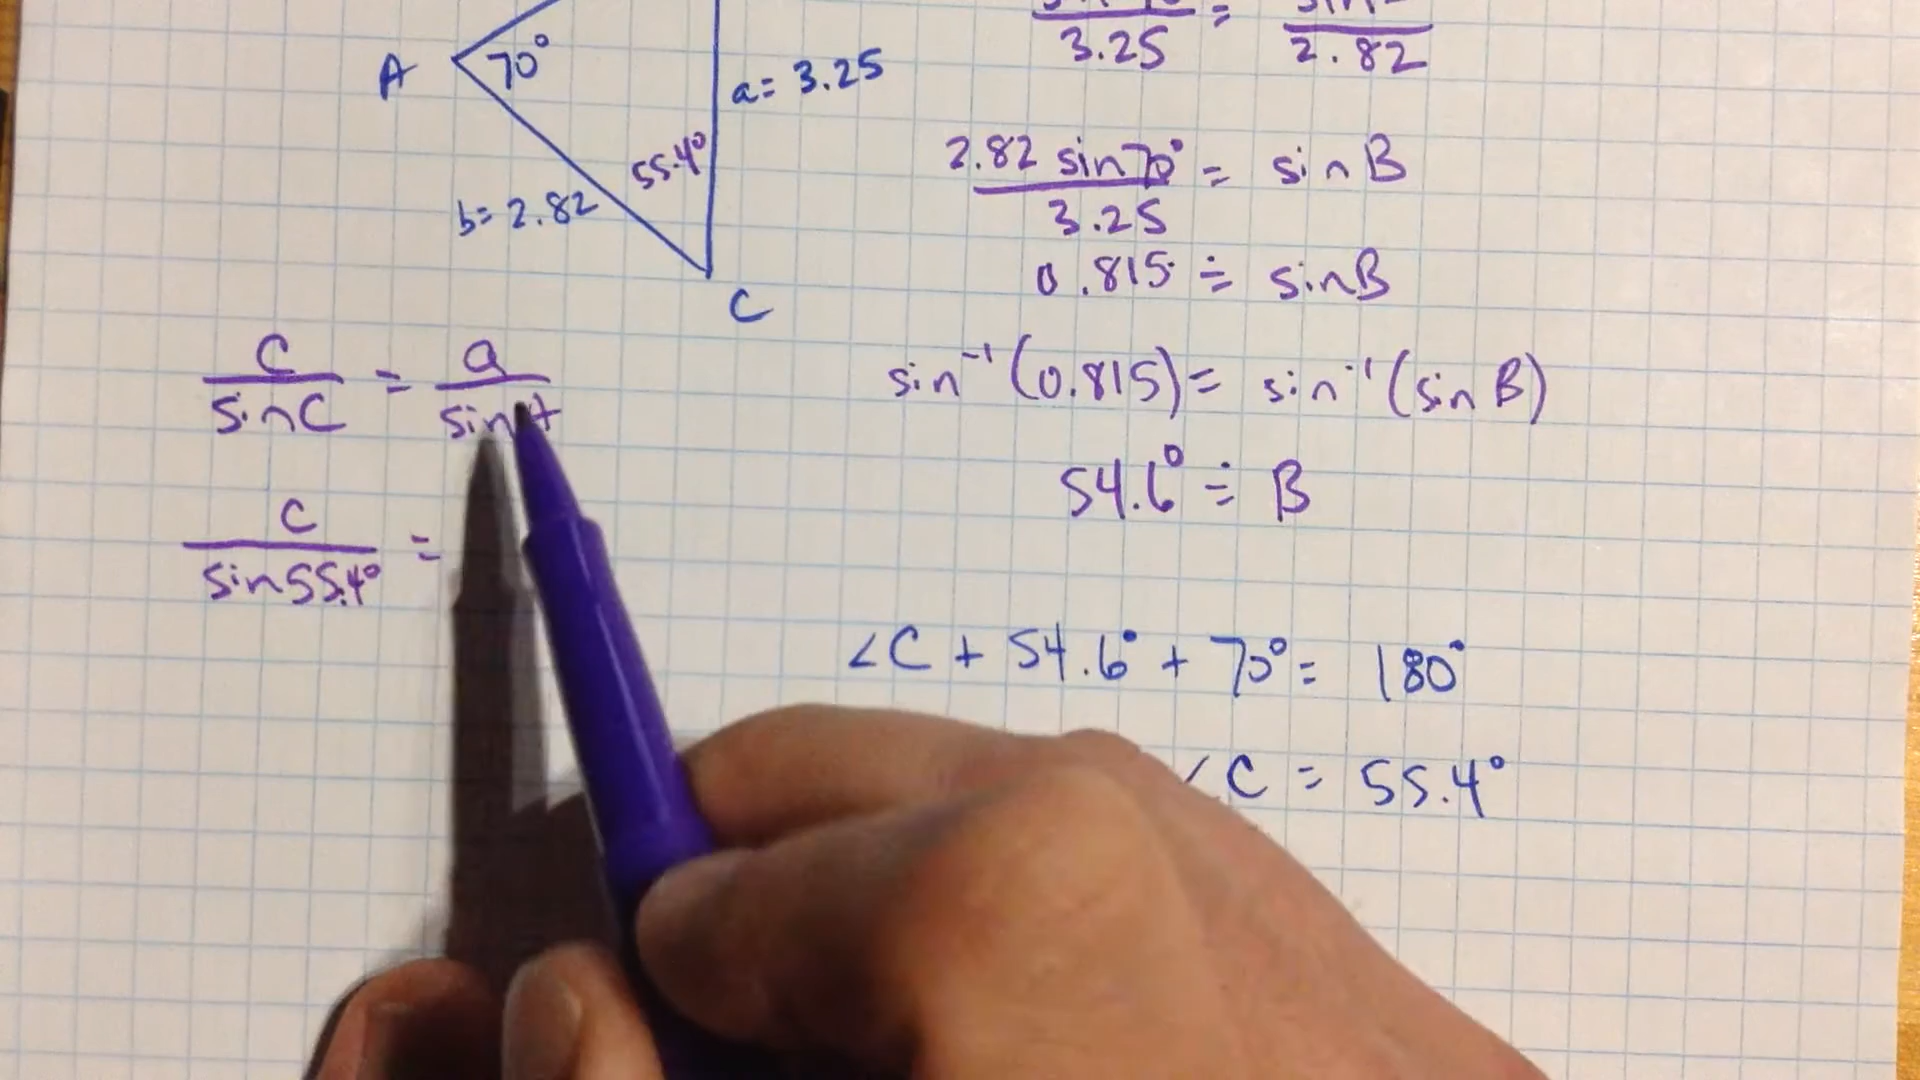 A 70°
a = 3.25
55.4°
b = 2.82
C
c / sin C = a / sin A
c / sin 55.4° =
3.25 = 2.82
2.82 sin 70° / 3.25 = sin B
0.815 ≐ sin B
sin⁻¹(0.815) = sin⁻¹(sin B)
54.6° ≐ B
∠C + 54.6° + 70° = 180°
∠C = 55.4°